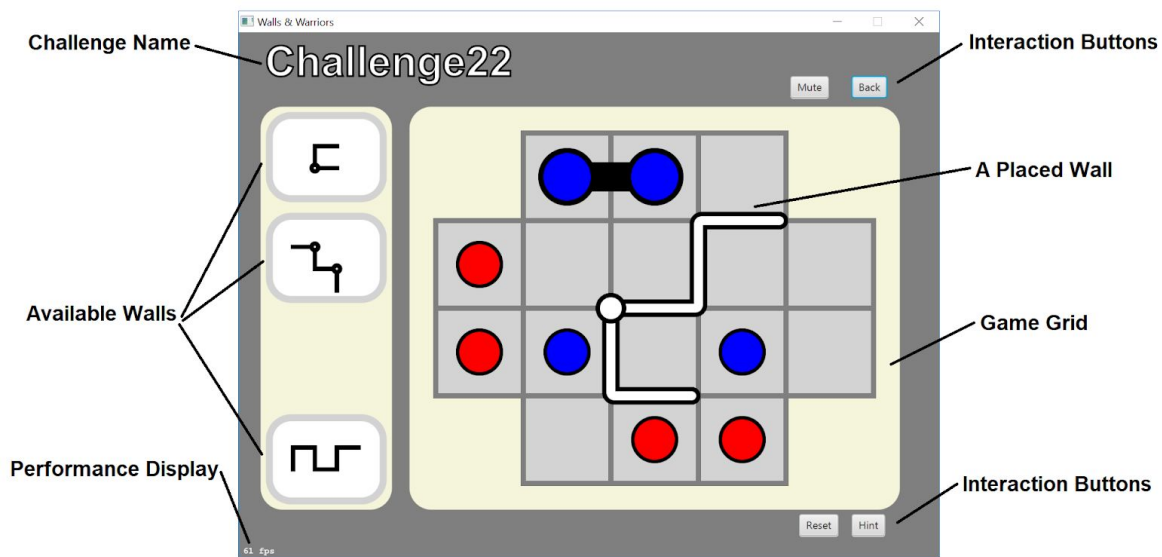 Walls & Warriors
Challenge Name
Challenge22
Interaction Buttons
Mute
Back
A Placed Wall
Available Walls
Game Grid
Performance Display
Interaction Buttons
Reset
Hint
61 fps